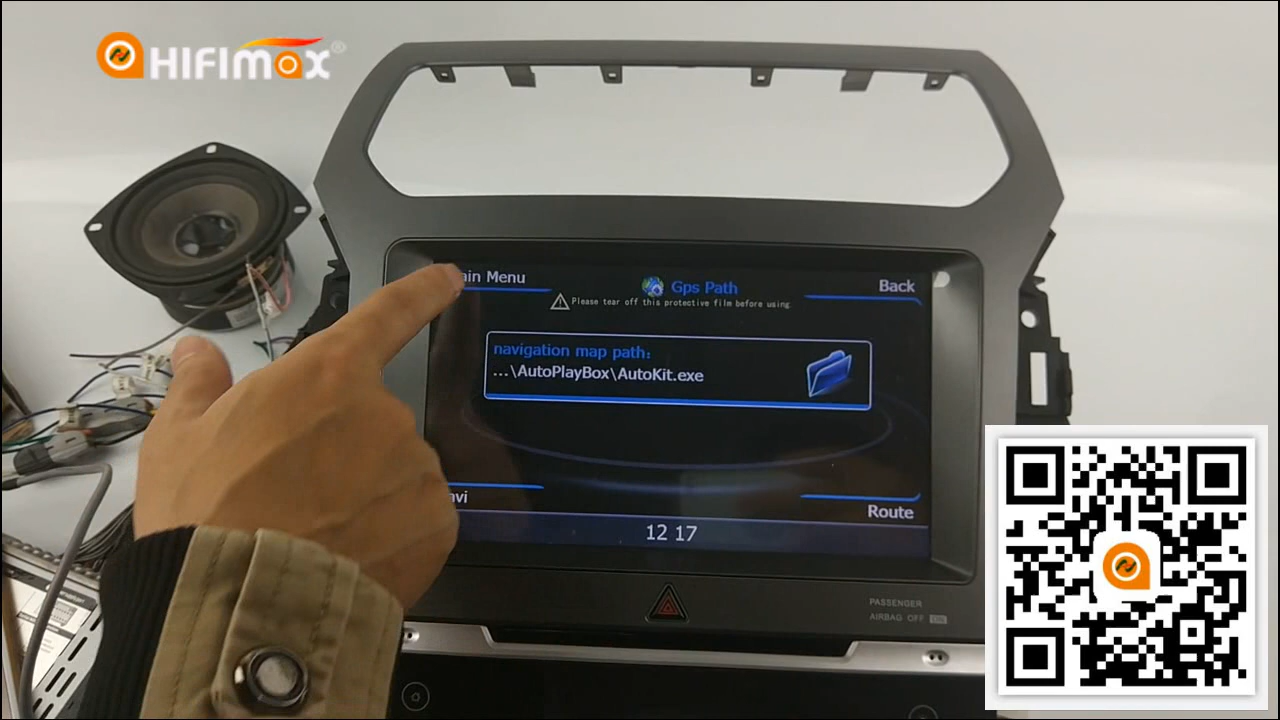 HIFIMAX®
ain Menu
Gps Path
Back
Please tear off this protective film before using.
navigation map path:
...\AutoPlayBox\AutoKit.exe
avi
Route
12 17
PASSENGER
AIRBAG OFF